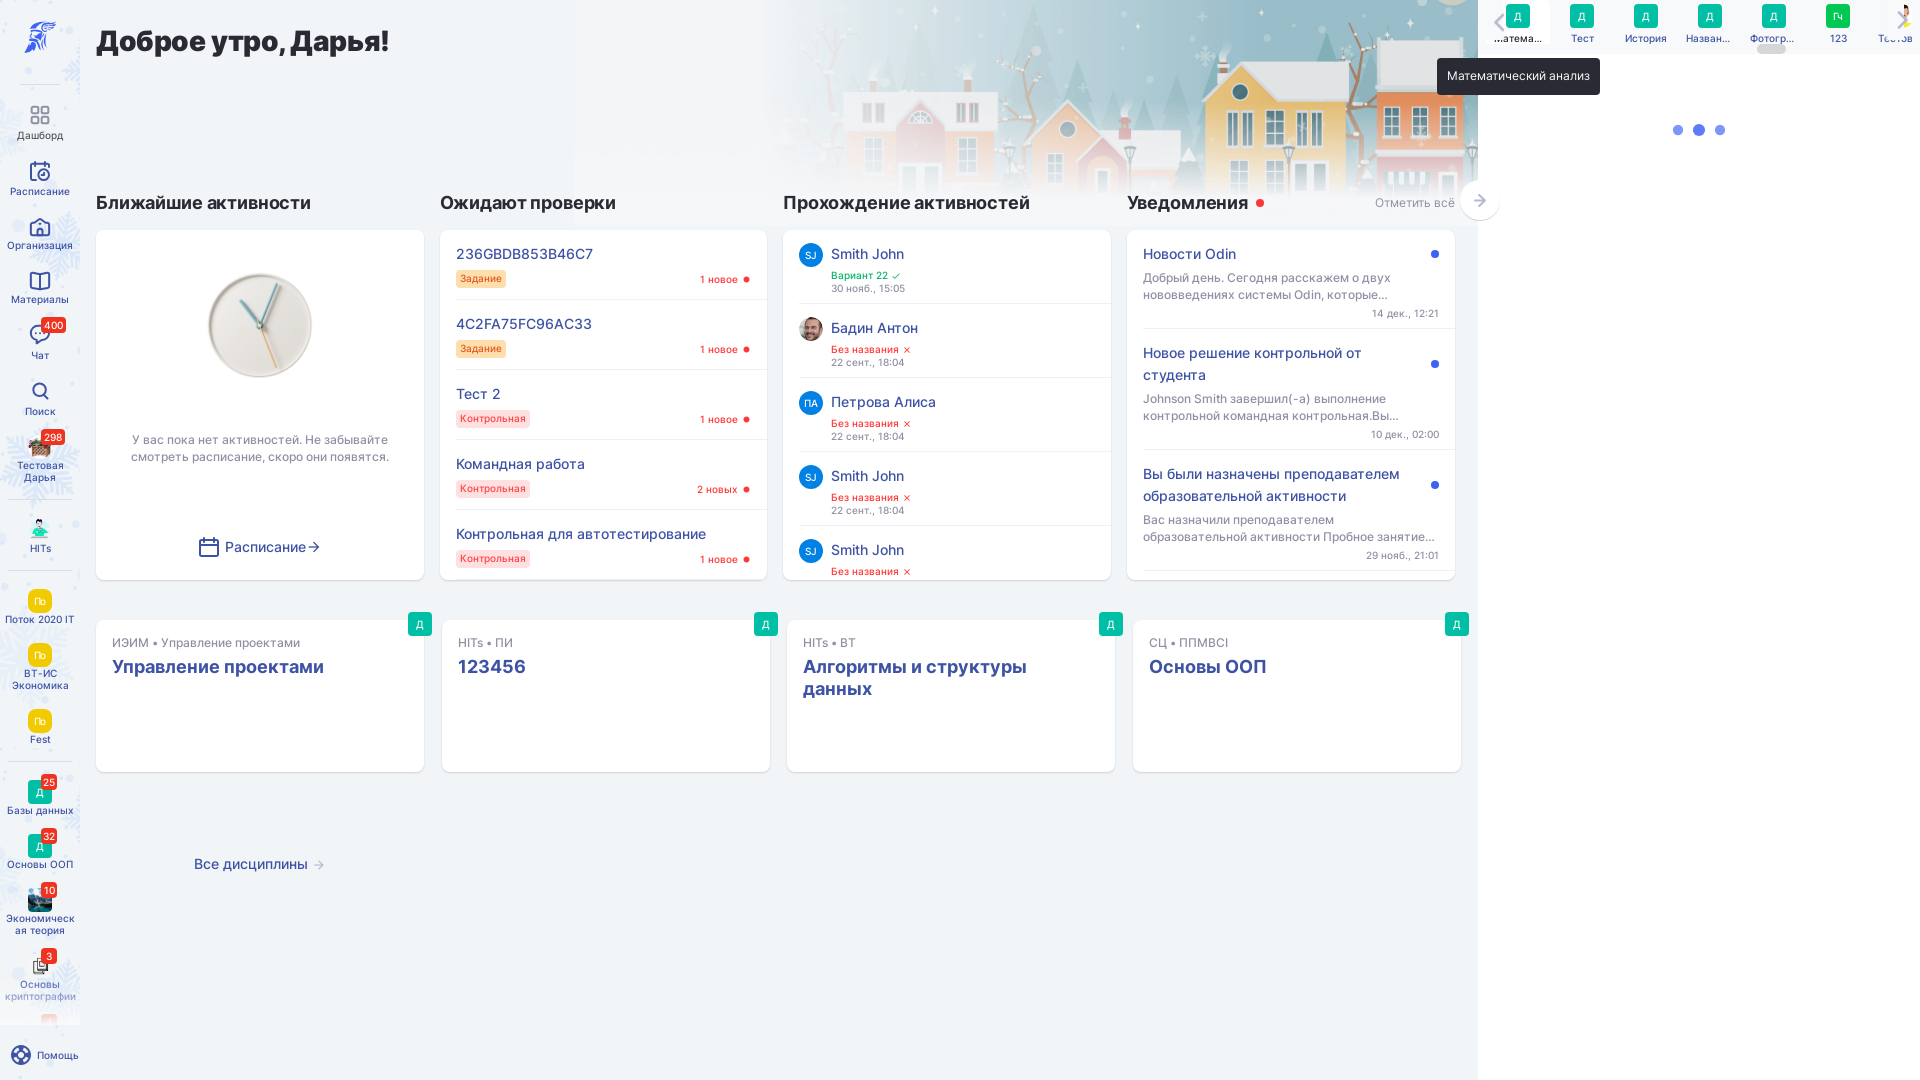 Доброе утро, Дарья!
Дашборд
Расписание
Организация
Материалы
400
Чат
Поиск
298
Тестовая
Дарья
HITs
По
Поток 2020 IT
По
ВТ-ИС
Экономика
По
Fest
25
Д
Базы данных
32
Д
Основы ООП
10
Экономическ
ая теория
3
Основы
криптографии
Помощь
Ближайшие активности
У вас пока нет активностей. Не забывайте
смотреть расписание, скоро они появятся.
Расписание
Ожидают проверки
236GBDB853B46C7
Задание
1 новое
4C2FA75FC96AC33
Задание
1 новое
Тест 2
Контрольная
1 новое
Командная работа
Контрольная
2 новых
Контрольная для автотестирование
Контрольная
1 новое
Прохождение активностей
SJ
Smith John
Вариант 22
30 нояб., 15:05
Бадин Антон
Без названия
22 сент., 18:04
ПА
Петрова Алиса
Без названия
22 сент., 18:04
SJ
Smith John
Без названия
22 сент., 18:04
SJ
Smith John
Без названия
Уведомления
Отметить всё
Новости Odin
Добрый день. Сегодня расскажем о двух
нововведениях системы Odin, которые...
14 дек., 12:21
Новое решение контрольной от
студента
Johnson Smith завершил(-а) выполнение
контрольной командная контрольная.Вы...
10 дек., 02:00
Вы были назначены преподавателем
образовательной активности
Вас назначили преподавателем
образовательной активности Пробное занятие...
29 нояб., 21:01
Д
ИЭИМ • Управление проектами
Управление проектами
Д
HITs • ПИ
123456
Д
HITs • ВТ
Алгоритмы и структуры
данных
Д
СЦ • ППМВСІ
Основы ООП
Все дисциплины
Д
Матема...
Д
Тест
Д
История
Д
Назван...
Д
Фотогр...
Гч
123
Тестов
Математический анализ